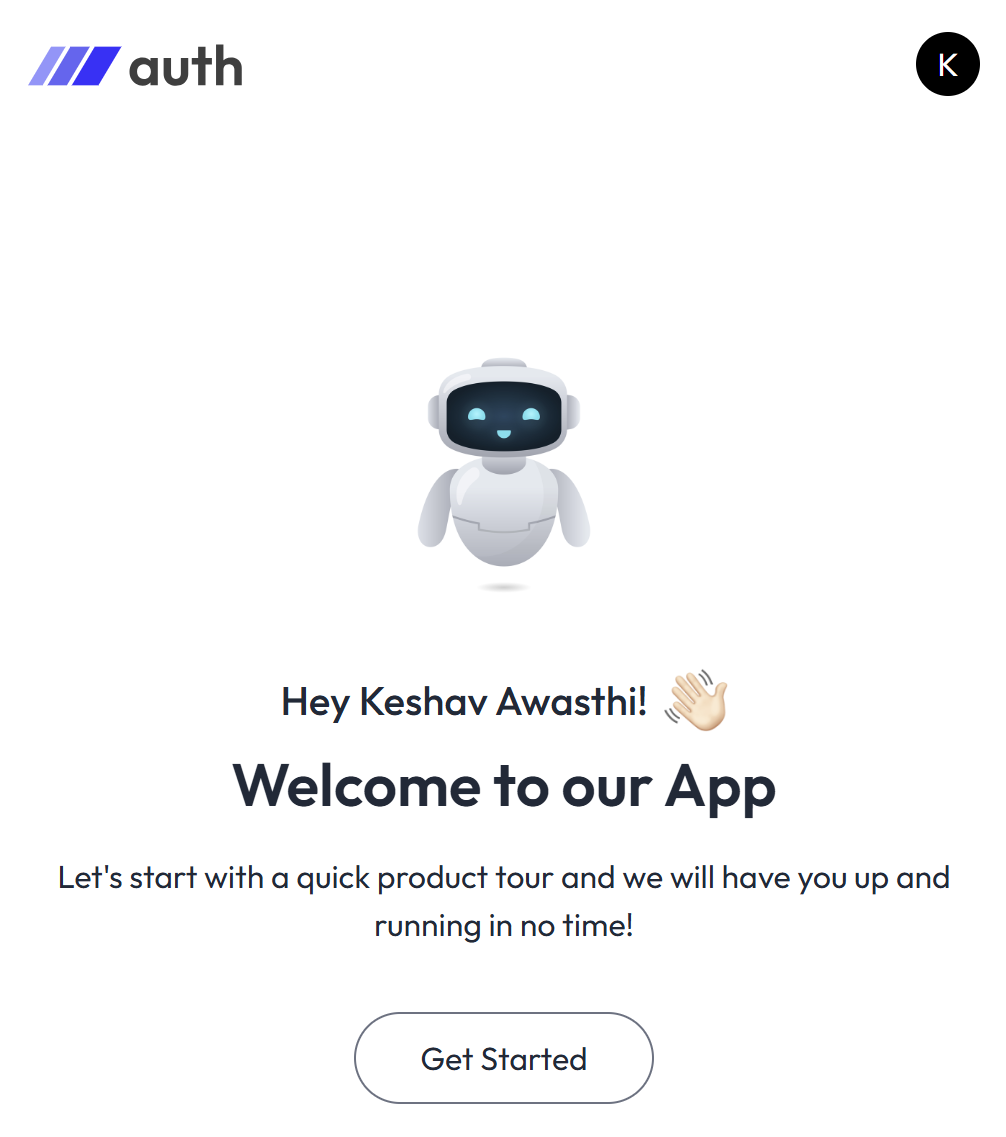 auth
K
Hey Keshav Awasthi! 👋🏻
Welcome to our App
Let's start with a quick product tour and we will have you up and
running in no time!
Get Started